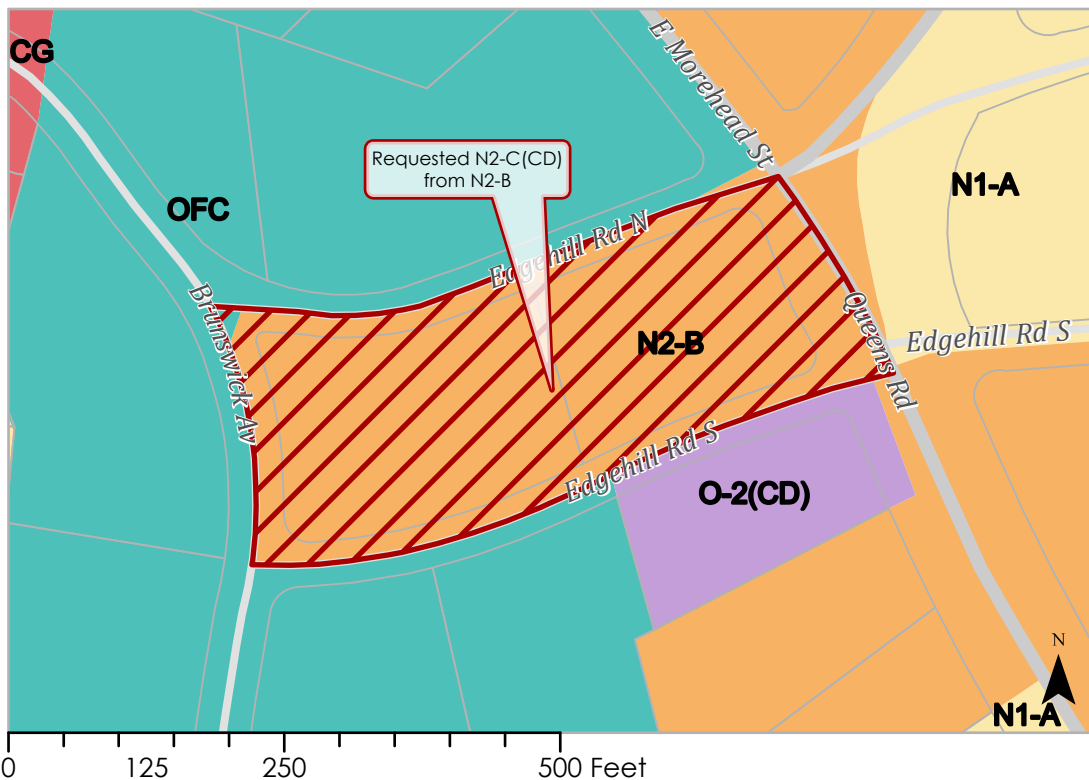 CG
E Morehead St
Requested N2-C(CD)
from N2-B
N1-A
OFC
Edgehill Rd N
Brunswick Av
Queens Rd
N2-B
Edgehill Rd S
Edgehill Rd S
O-2(CD)
N
N1-A
0 125 250 500 Feet